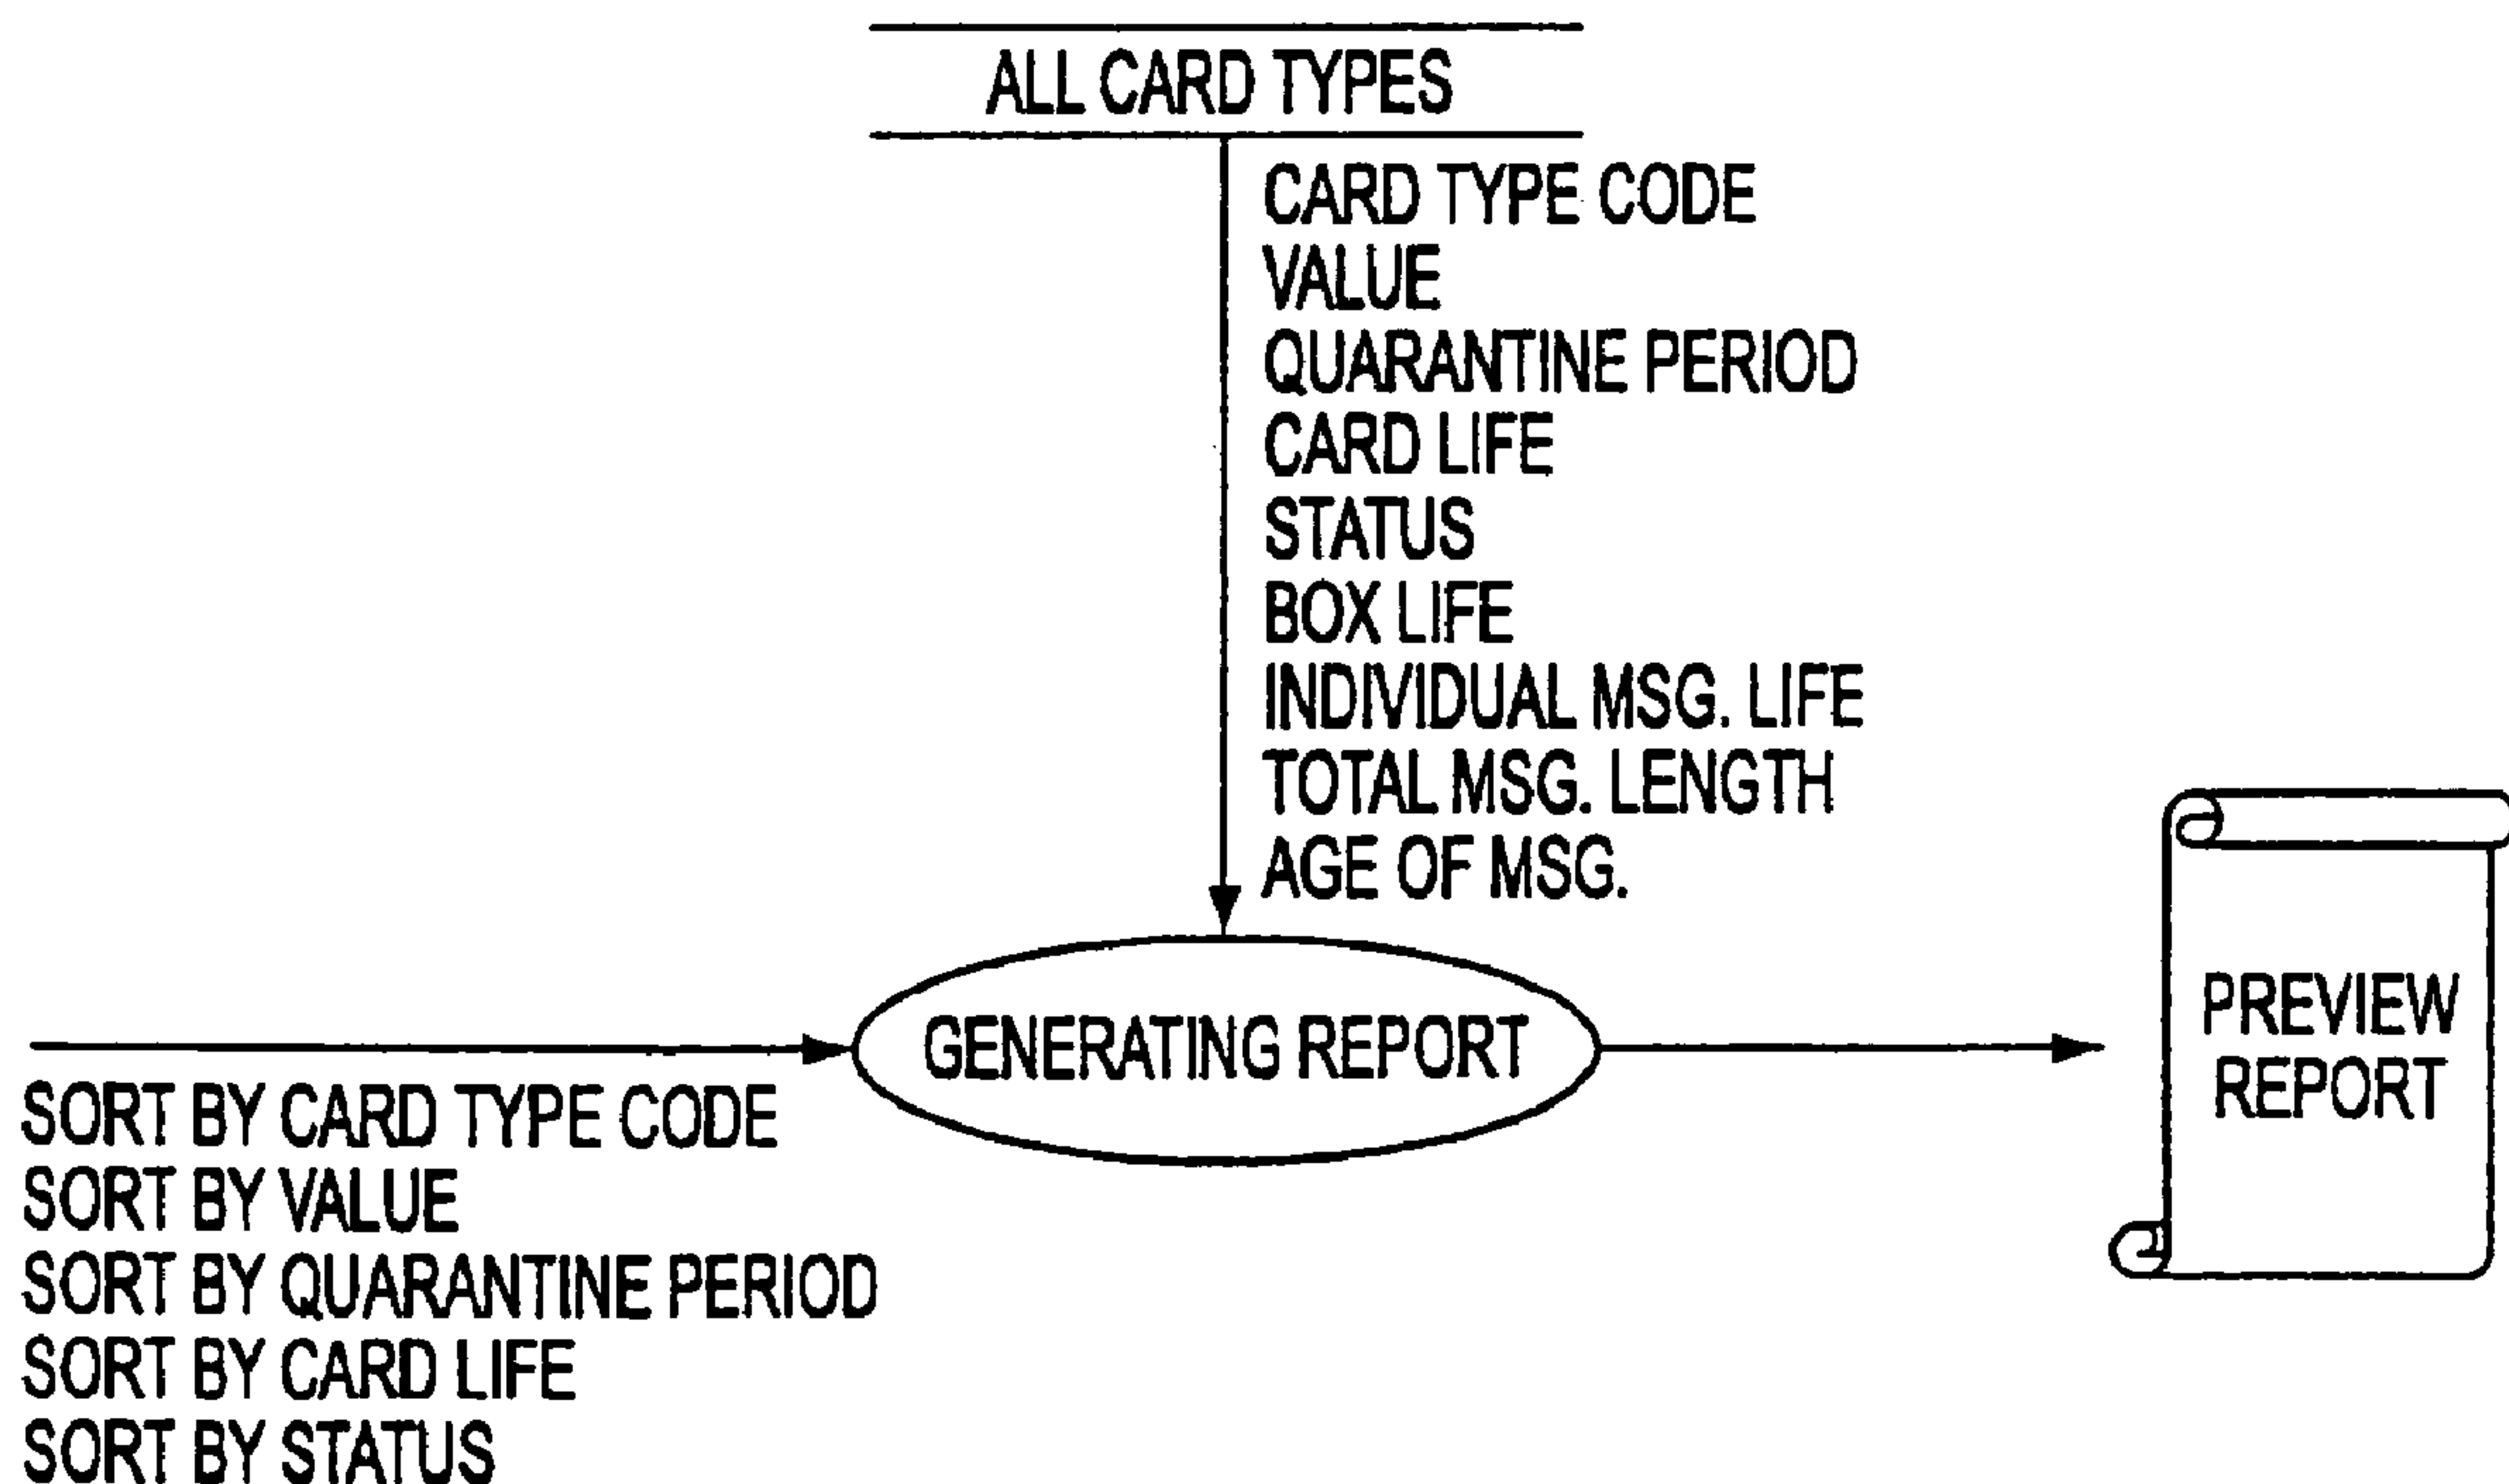 ALL CARD TYPES
CARD TYPE CODE
VALUE
QUARANTINE PERIOD
CARD LIFE
STATUS
BOX LIFE
INDIVIDUAL MSG. LIFE
TOTAL MSG. LENGTH
AGE OF MSG.
GENERATING REPORT
PREVIEW
REPORT
SORT BY CARD TYPE CODE
SORT BY VALUE
SORT BY QUARANTINE PERIOD
SORT BY CARD LIFE
SORT BY STATUS